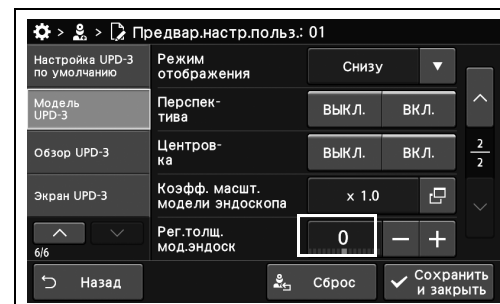 > > Предвар.настр.польз.: 01
Настройка UPD-3
по умолчанию
Модель
UPD-3
Обзор UPD-3
Экран UPD-3
6/6
Режим
отображения
Снизу
Перспек-
тива
ВЫКЛ. ВКЛ.
Центров-
ка
ВЫКЛ. ВКЛ.
Коэфф. масшт.
модели эндоскопа
x 1.0
Рег.толщ.
мод.эндоск
0 − +
2
2
Назад
Сброс
Сохранить
и закрыть